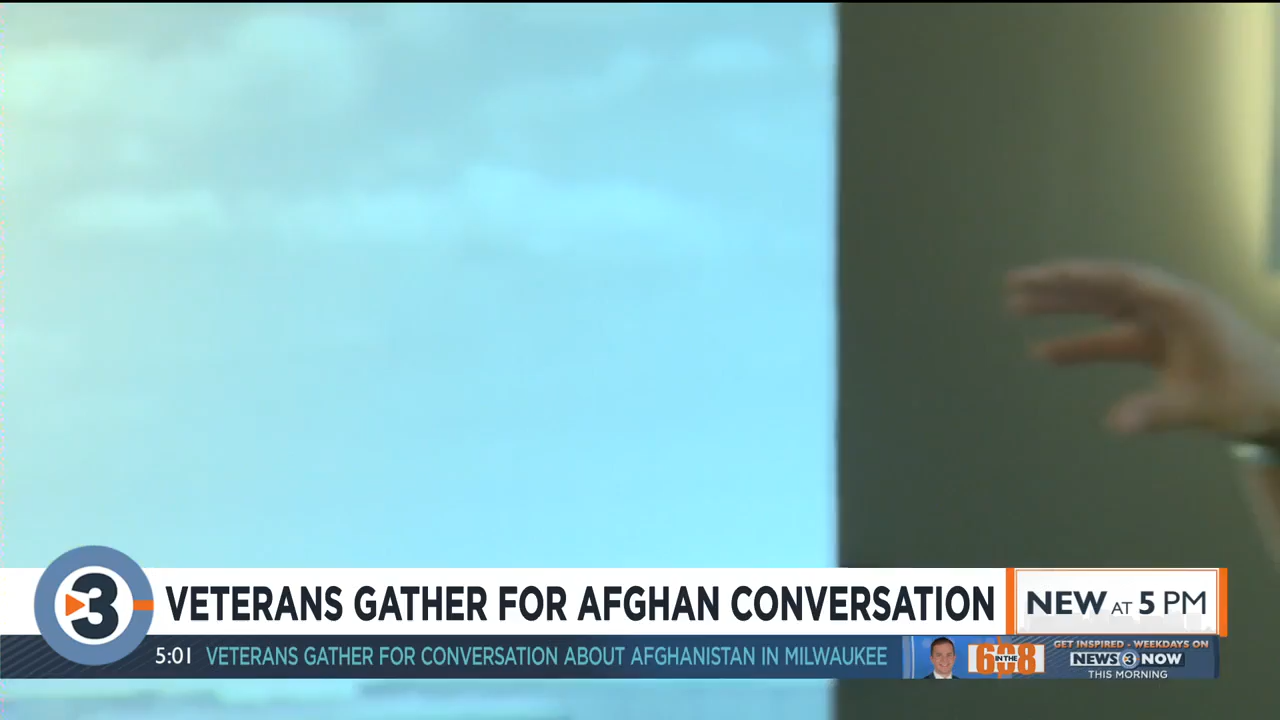 3
VETERANS GATHER FOR AFGHAN CONVERSATION
NEW AT 5 PM
5:01
VETERANS GATHER FOR CONVERSATION ABOUT AFGHANISTAN IN MILWAUKEE
608
IN THE
GET INSPIRED - WEEKDAYS ON
NEWS 3 NOW
THIS MORNING